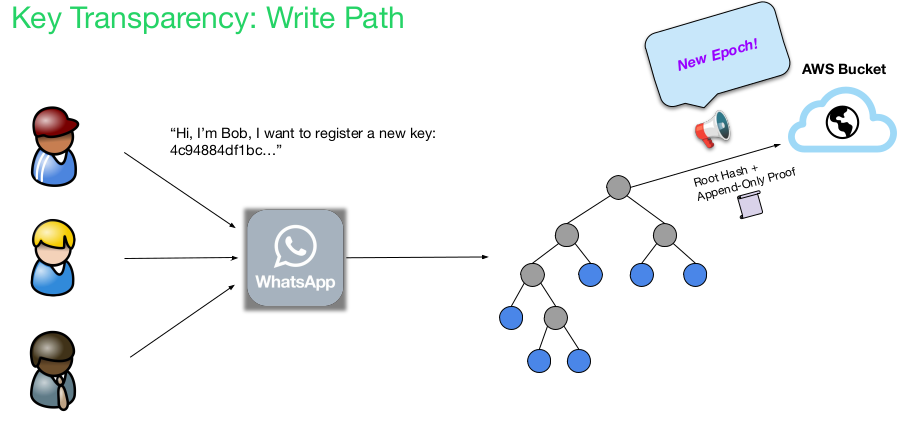 Key Transparency: Write Path
New Epoch!
AWS Bucket
“Hi, I’m Bob, I want to register a new key:
4c94884df1bc…”
Root Hash +
Append-Only Proof
WhatsApp